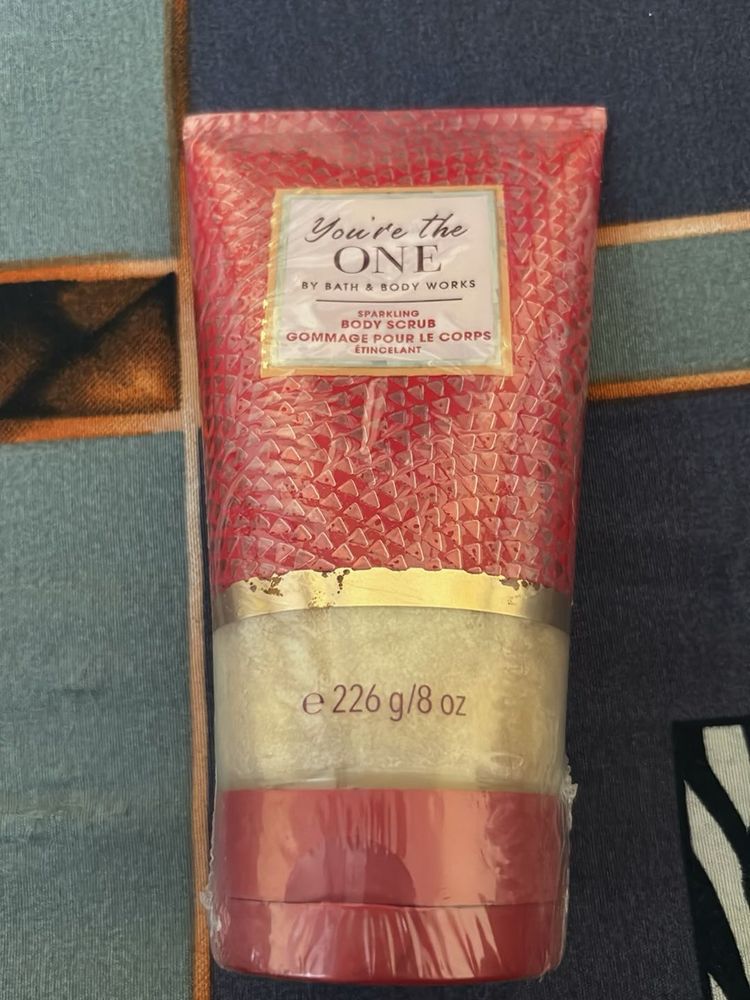 You're the
ONE
BY BATH & BODY WORKS
SPARKLING
BODY SCRUB
GOMMAGE POUR LE CORPS
ÉTINCELANT
℮ 226 g/8 oz